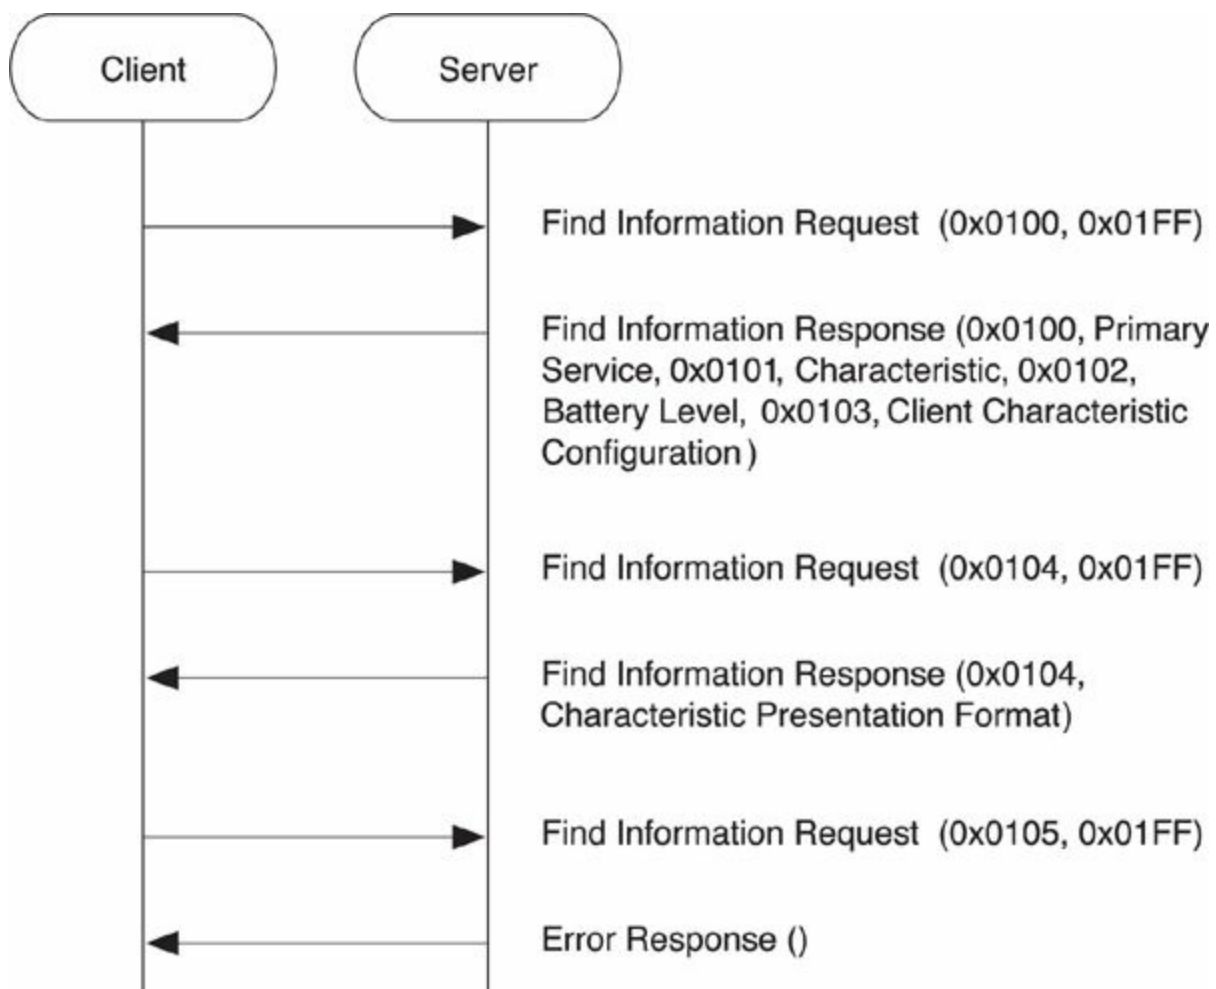 Client
Server
Find Information Request (0x0100, 0x01FF)
Find Information Response (0x0100, Primary
Service, 0x0101, Characteristic, 0x0102,
Battery Level, 0x0103, Client Characteristic
Configuration)
Find Information Request (0x0104, 0x01FF)
Find Information Response (0x0104,
Characteristic Presentation Format)
Find Information Request (0x0105, 0x01FF)
Error Response ()